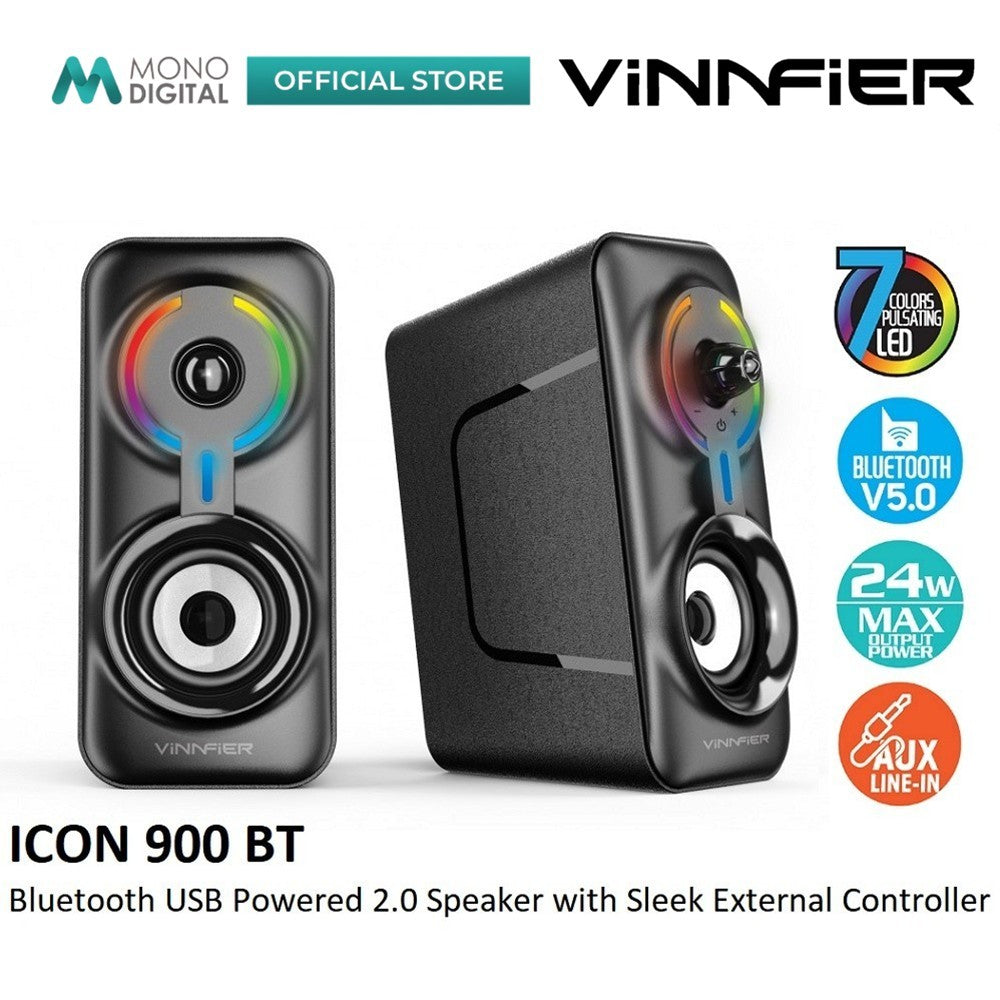 MONO
DIGITAL
OFFICIAL STORE
ViNNFiER
7
COLORS
PULSATING
LED
BLUETOOTH
V5.0
24W
MAX
OUTPUT
POWER
AUX
LINE-IN
- +
ViNNFiER
ViNNFiER
ICON 900 BT
Bluetooth USB Powered 2.0 Speaker with Sleek External Controller